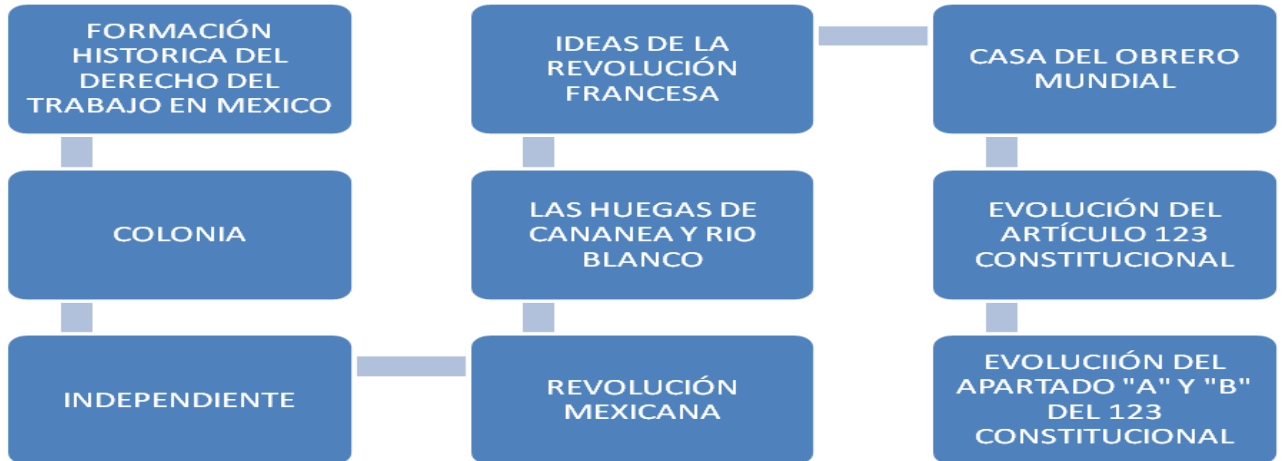 FORMACIÓN
HISTORICA DEL
DERECHO DEL
TRABAJO EN MEXICO
COLONIA
INDEPENDIENTE
REVOLUCIÓN
MEXICANA
LAS HUEGAS DE
CANANEA Y RIO
BLANCO
IDEAS DE LA
REVOLUCIÓN
FRANCESA
CASA DEL OBRERO
MUNDIAL
EVOLUCIÓN DEL
ARTÍCULO 123
CONSTITUCIONAL
EVOLUCIIÓN DEL
APARTADO "A" Y "B"
DEL 123
CONSTITUCIONAL